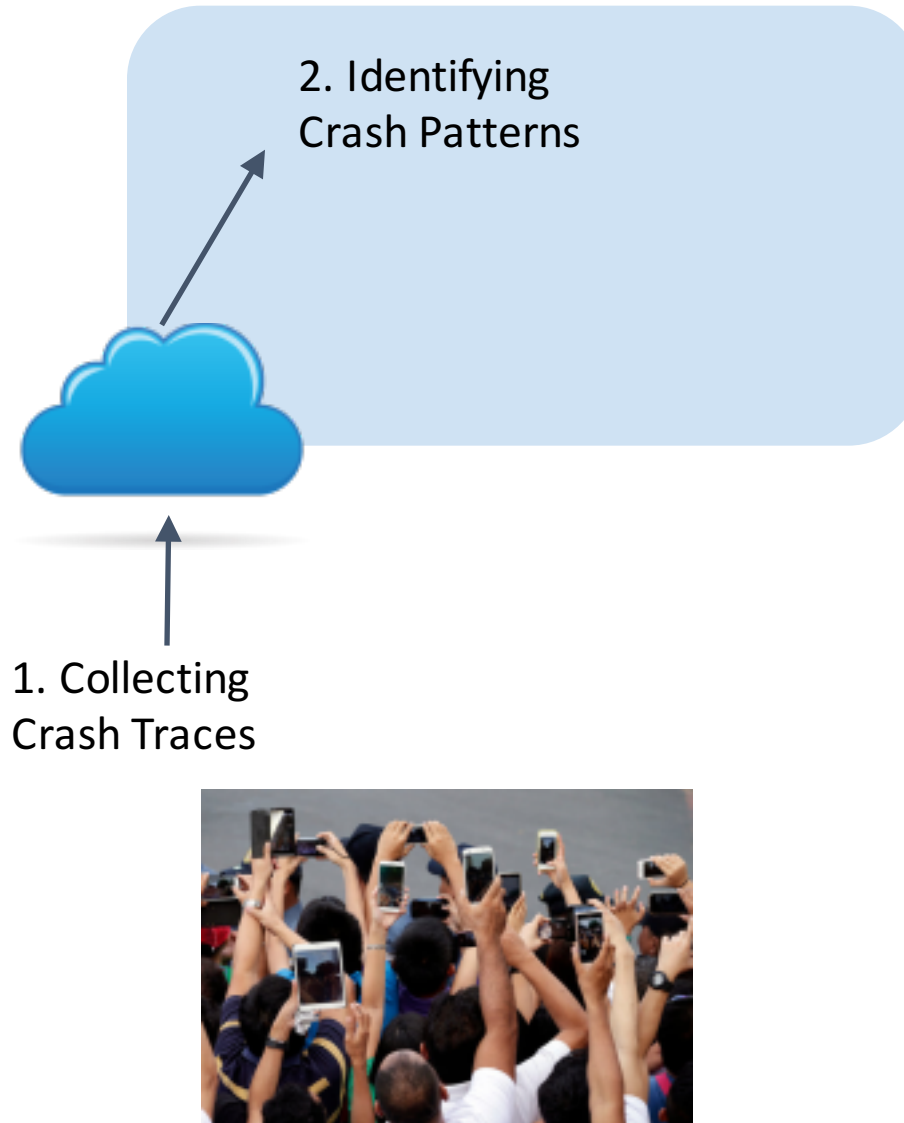 2. Identifying
Crash Patterns
1. Collecting
Crash Traces